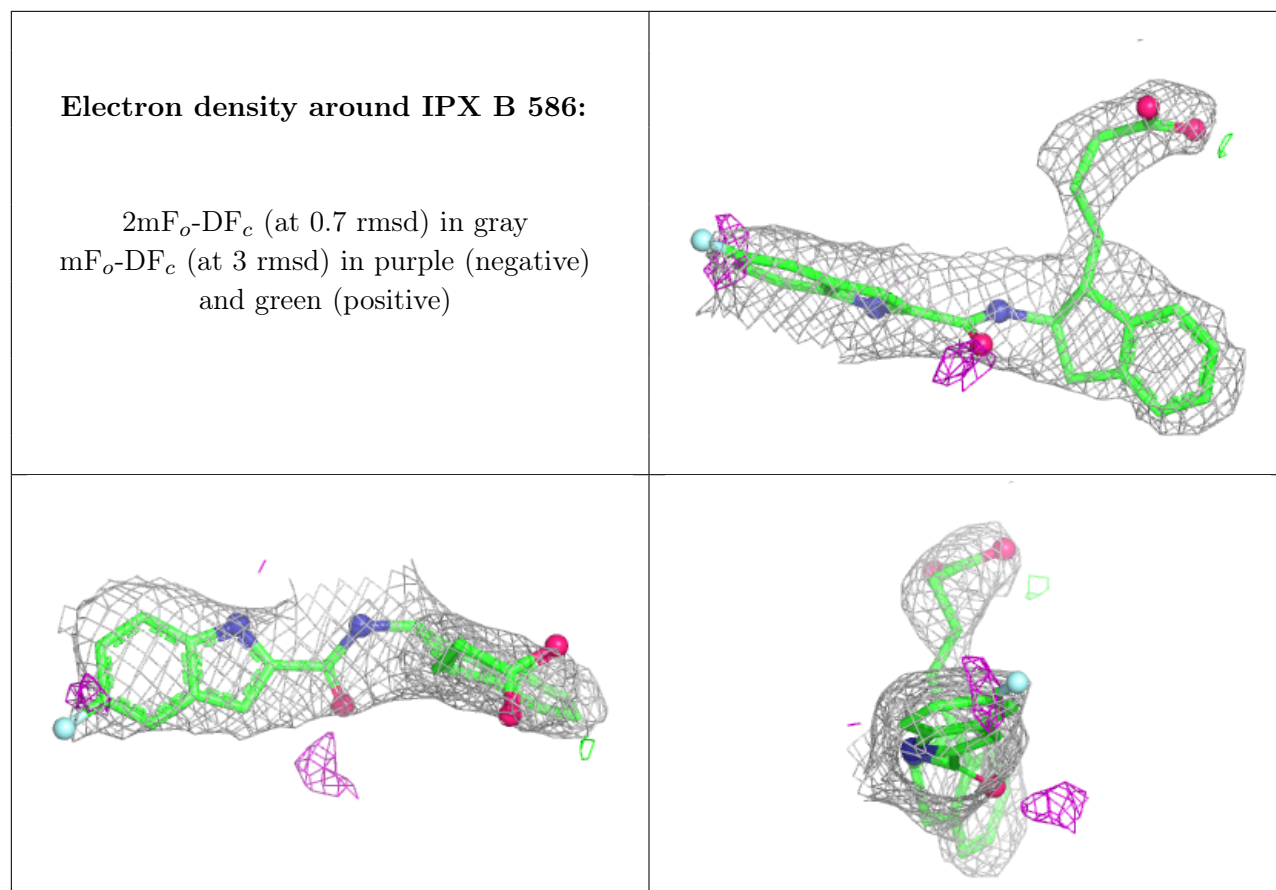 Electron density around IPX B 586:
2mFo-DFc (at 0.7 rmsd) in gray
mFo-DFc (at 3 rmsd) in purple (negative)
and green (positive)